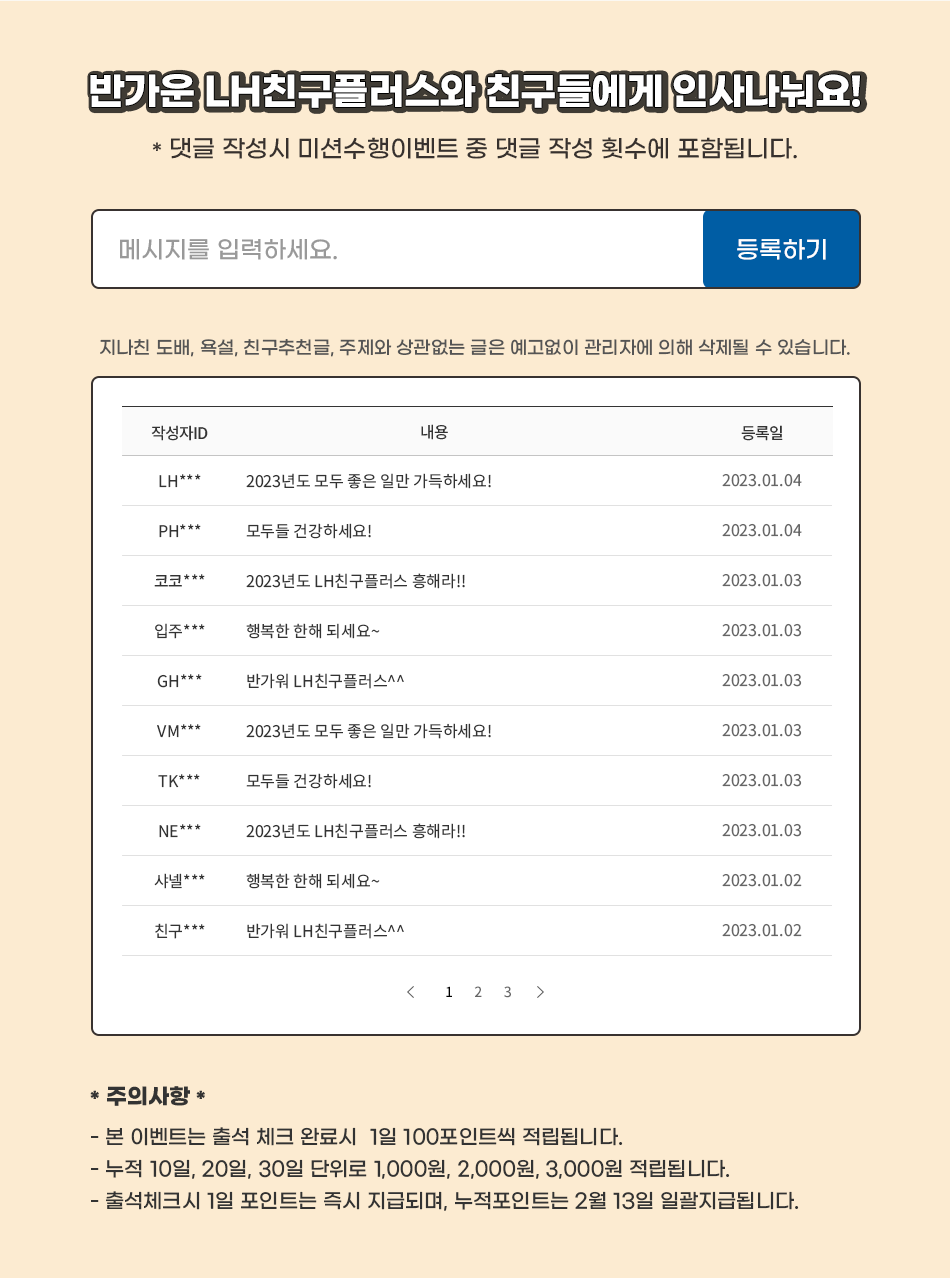 반가운 LH친구플러스와 친구들에게 인사나눠요!
* 댓글 작성시 미션수행이벤트 중 댓글 작성 횟수에 포함됩니다.
메시지를 입력하세요. 등록하기
지나친 도배, 욕설, 친구추천글, 주제와 상관없는 글은 예고없이 관리자에 의해 삭제될 수 있습니다.
작성자ID 내용 등록일
LH*** 2023년도 모두 좋은 일만 가득하세요! 2023.01.04
PH*** 모두들 건강하세요! 2023.01.04
코코*** 2023년도 LH친구플러스 흥해라!! 2023.01.03
입주*** 행복한 한해 되세요~ 2023.01.03
GH*** 반가워 LH친구플러스^^ 2023.01.03
VM*** 2023년도 모두 좋은 일만 가득하세요! 2023.01.03
TK*** 모두들 건강하세요! 2023.01.03
NE*** 2023년도 LH친구플러스 흥해라!! 2023.01.03
샤넬*** 행복한 한해 되세요~ 2023.01.02
친구*** 반가워 LH친구플러스^^ 2023.01.02
< 1 2 3 >
* 주의사항 *
- 본 이벤트는 출석 체크 완료시 1일 100포인트씩 적립됩니다.
- 누적 10일, 20일, 30일 단위로 1,000원, 2,000원, 3,000원 적립됩니다.
- 출석체크시 1일 포인트는 즉시 지급되며, 누적포인트는 2월 13일 일괄지급됩니다.